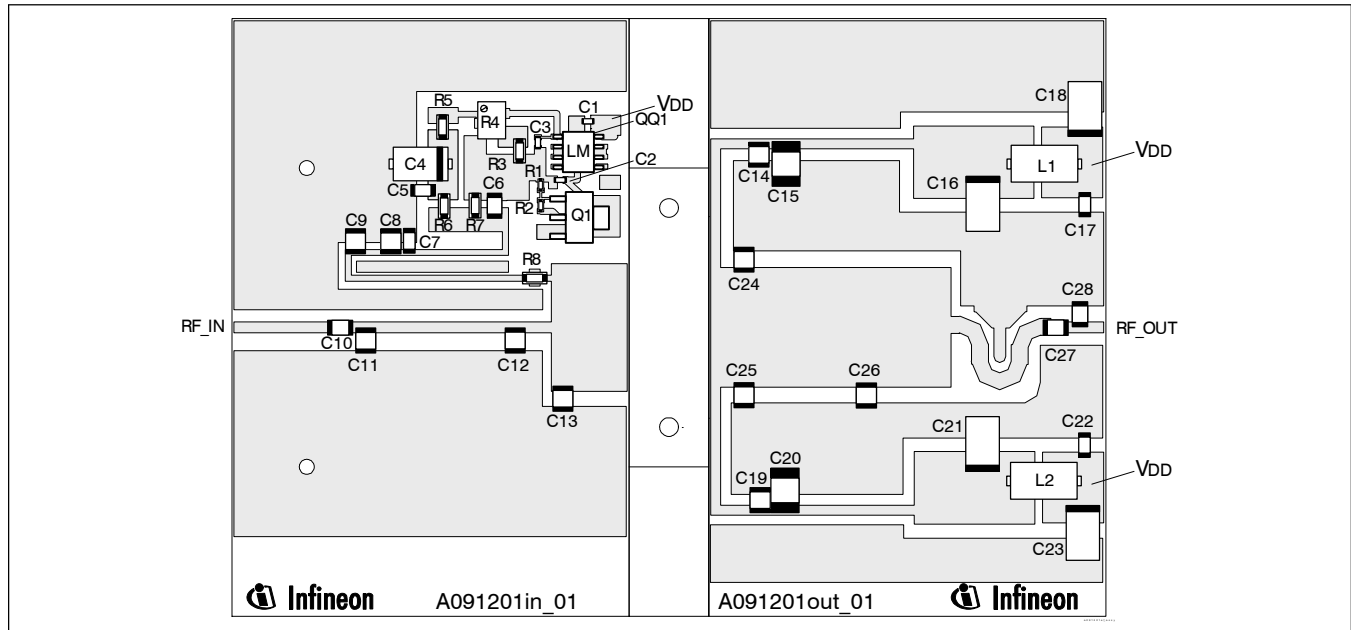 C18
R5
C1
VDD
R4
C3
QQ1
LM
R3
C4
C2
L1
VDD
C14
C15
C16
R1
C5
C6
R2
Q1
C17
R6
R7
C9
C8
C7
R8
C24
C28
RF_IN
RF_OUT
C10
C11
C12
C27
C25
C26
C13
C21
C22
C20
C19
L2
VDD
C23
Infineon
A091201in_01
A091201out_01
Infineon